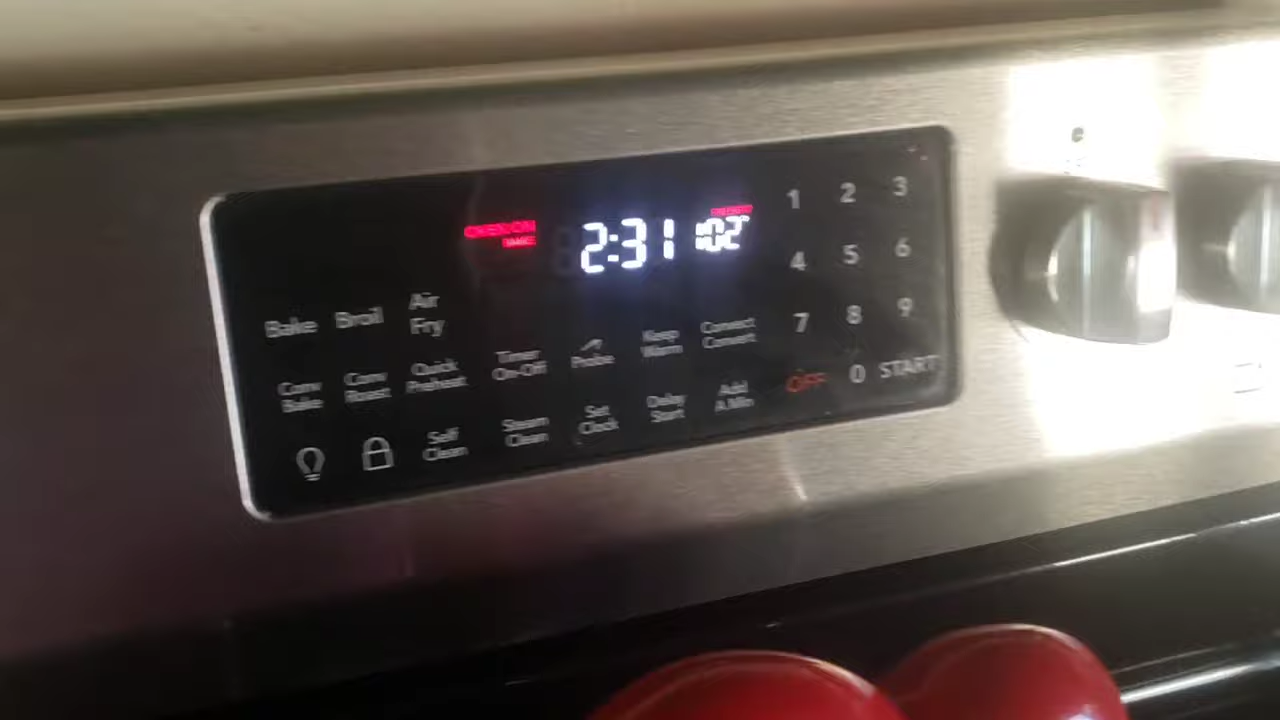 OVEN ON
BAKE
2:31
102°
1 2 3
4 5 6
7 8 9
OFF 0 START
Bake Broil Air Fry
Conv Bake Conv Roast Quick Preheat Timer On-Off Probe Keep Warm Convect Convert
Self Clean Steam Clean Set Clock Delay Start Add A Min